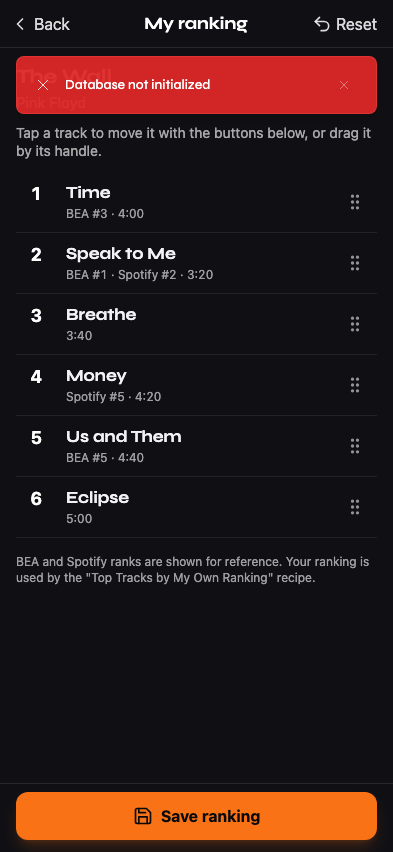 Back
My ranking
Reset
The Wall
Pink Floyd
Database not initialized
Tap a track to move it with the buttons below, or drag it
by its handle.
1
Time
BEA #3 · 4:00
2
Speak to Me
BEA #1 · Spotify #2 · 3:20
3
Breathe
3:40
4
Money
Spotify #5 · 4:20
5
Us and Them
BEA #5 · 4:40
6
Eclipse
5:00
BEA and Spotify ranks are shown for reference. Your ranking is
used by the "Top Tracks by My Own Ranking" recipe.
Save ranking